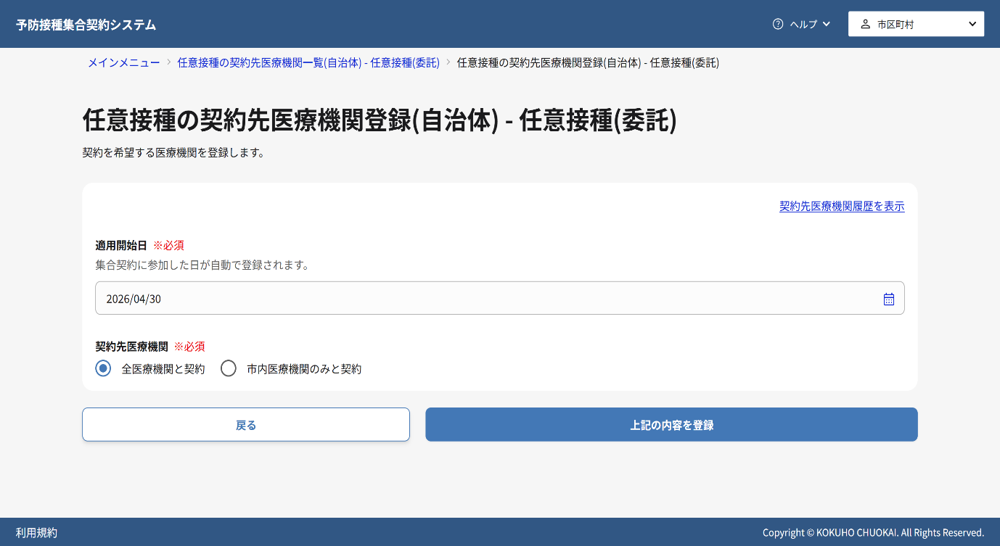 予防接種集合契約システム
ヘルプ
市区町村
メインメニュー > 任意接種の契約先医療機関一覧(自治体) - 任意接種(委託) > 任意接種の契約先医療機関登録(自治体) - 任意接種(委託)
任意接種の契約先医療機関登録(自治体) - 任意接種(委託)
契約を希望する医療機関を登録します。
契約先医療機関履歴を表示
適用開始日 ※必須
集合契約に参加した日が自動で登録されます。
2026/04/30
契約先医療機関 ※必須
全医療機関と契約 市内医療機関のみと契約
戻る
上記の内容を登録
利用規約
Copyright © KOKUHO CHUOKAI. All Rights Reserved.